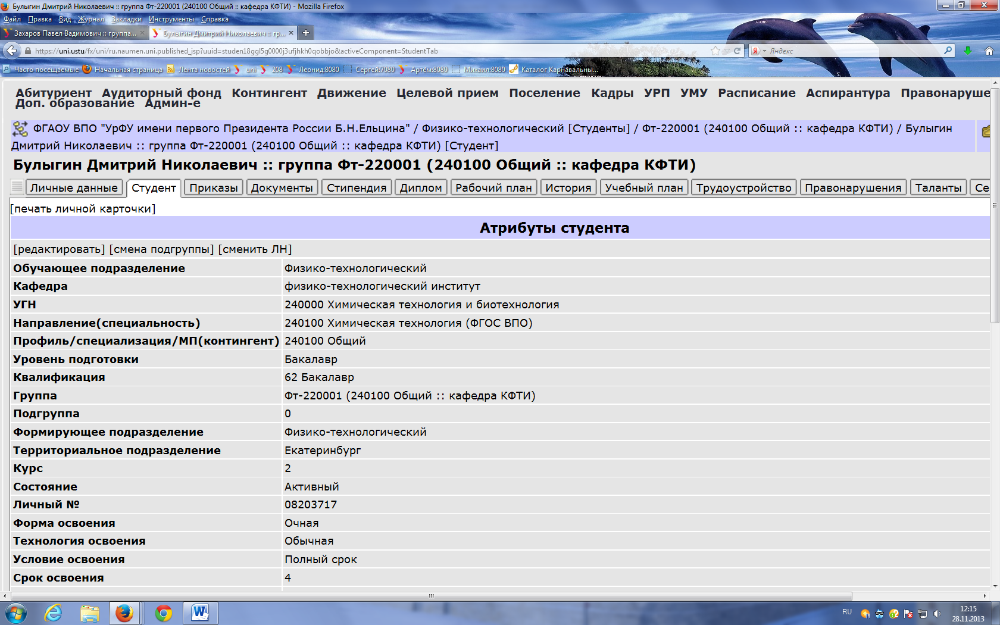 Булыгин Дмитрий Николаевич :: группа Фт-220001 (240100 Общий :: кафедра КФТИ) - Mozilla Firefox
Файл Правка Вид Журнал Закладки Инструменты Справка
Захаров Павел Вадимович :: группа... Булыгин Дмитрий Николаевич :: гр...
https://uni.ustu/fx/uni/ru.naumen.uni.published_jsp?uuid=studen18ggl5g0000j3ufjhkh0qobbjo&activeComponent=StudentTab Яндекс
Часто посещаемые Начальная страница Лента новостей uni 208 Леонид:8080 Сергей:7080 Артем:8080 Михаил:8080 Каталог Карнавальны...
Абитуриент Аудиторный фонд Контингент Движение Целевой прием Поселение Кадры УРП УМУ Расписание Аспирантура Правонаруше
Доп. образование Админ-е
ФГАОУ ВПО "УрФУ имени первого Президента России Б.Н.Ельцина" / Физико-технологический [Студенты] / Фт-220001 (240100 Общий :: кафедра КФТИ) / Булыгин
Дмитрий Николаевич :: группа Фт-220001 (240100 Общий :: кафедра КФТИ) [Студент]
Булыгин Дмитрий Николаевич :: группа Фт-220001 (240100 Общий :: кафедра КФТИ)
Личные данные Студент Приказы Документы Стипендия Диплом Рабочий план История Учебный план Трудоустройство Правонарушения Таланты Се
[печать личной карточки]
Атрибуты студента
[редактировать] [смена подгруппы] [сменить ЛН]
Обучающее подразделение Физико-технологический
Кафедра физико-технологический институт
УГН 240000 Химическая технология и биотехнология
Направление(специальность) 240100 Химическая технология (ФГОС ВПО)
Профиль/специализация/МП(контингент) 240100 Общий
Уровень подготовки Бакалавр
Квалификация 62 Бакалавр
Группа Фт-220001 (240100 Общий :: кафедра КФТИ)
Подгруппа 0
Формирующее подразделение Физико-технологический
Территориальное подразделение Екатеринбург
Курс 2
Состояние Активный
Личный № 08203717
Форма освоения Очная
Технология освоения Обычная
Условие освоения Полный срок
Срок освоения 4
RU 12:15
28.11.2013